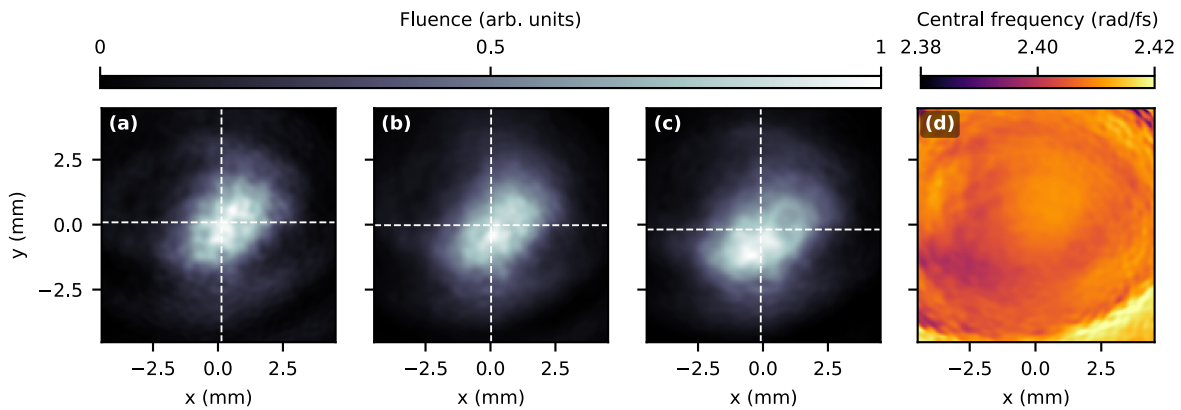 Fluence (arb. units)
Central frequency (rad/fs)
0 0.5 1
2.38 2.40 2.42
(a) (b) (c) (d)
2.5
0.0
−2.5
y (mm)
−2.5 0.0 2.5 −2.5 0.0 2.5 −2.5 0.0 2.5 −2.5 0.0 2.5
x (mm) x (mm) x (mm) x (mm)